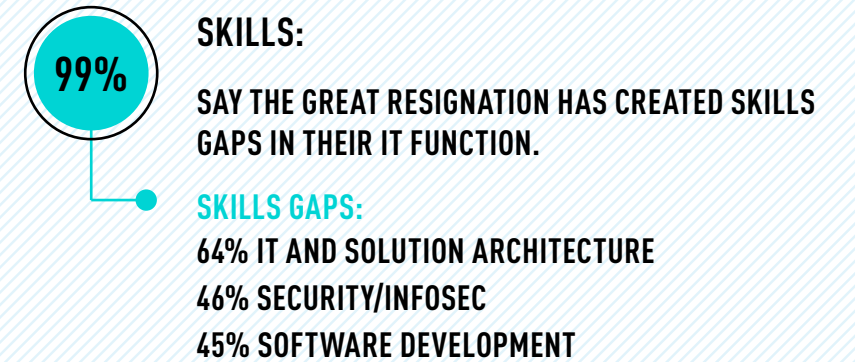 99%
SKILLS:
SAY THE GREAT RESIGNATION HAS CREATED SKILLS
GAPS IN THEIR IT FUNCTION.
SKILLS GAPS:
64% IT AND SOLUTION ARCHITECTURE
46% SECURITY/INFOSEC
45% SOFTWARE DEVELOPMENT